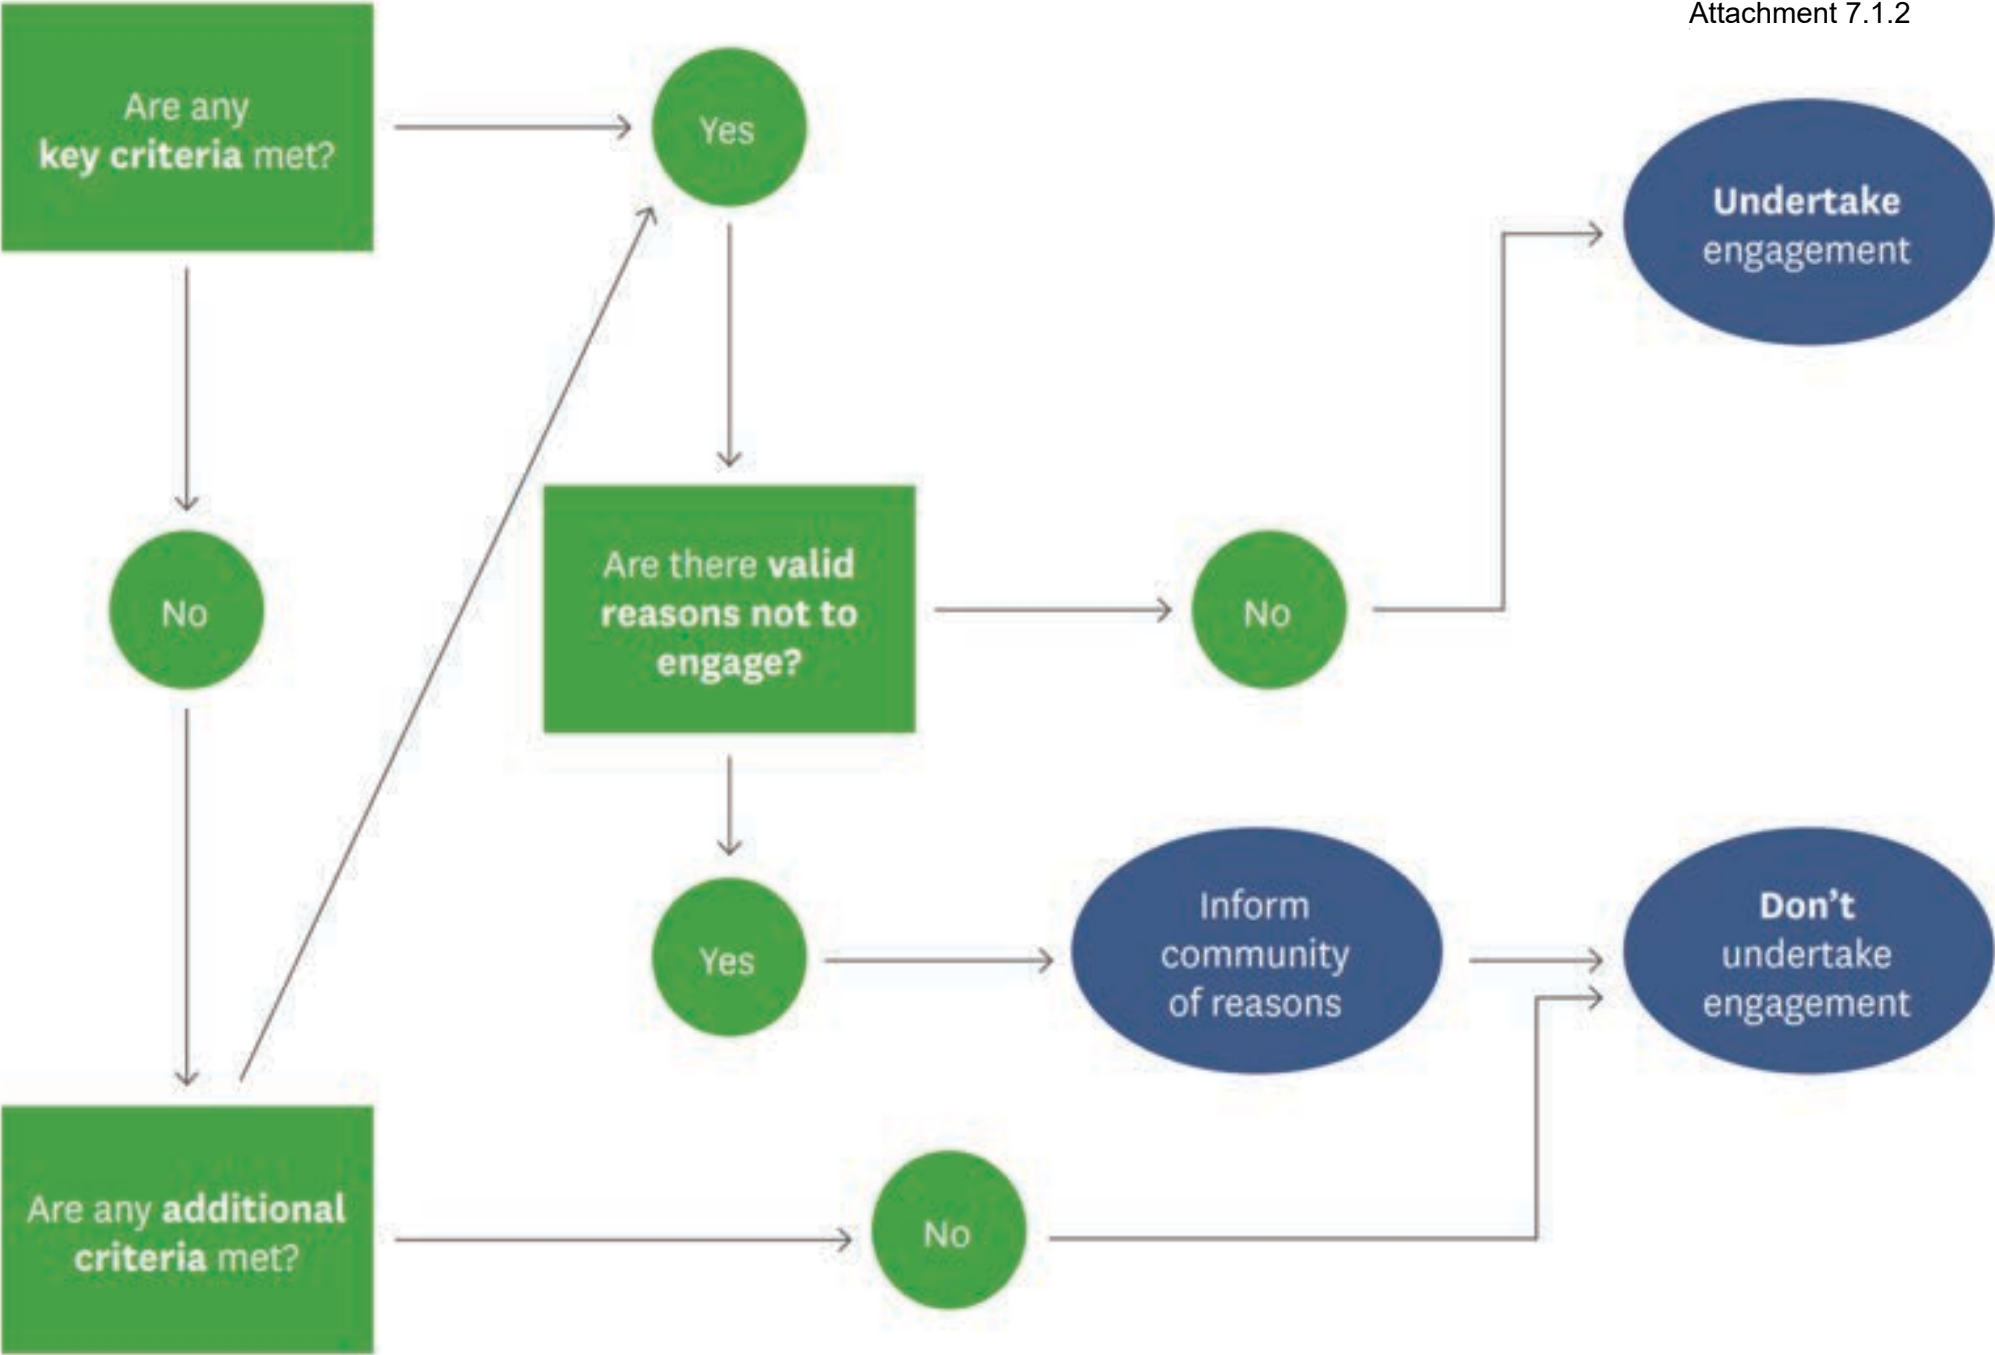 Attachment 7.1.2
Are any
key criteria met?
Yes
Undertake
engagement
No
Are there valid
reasons not to
engage?
No
Yes
Inform
community
of reasons
Don't
undertake
engagement
Are any additional
criteria met?
No